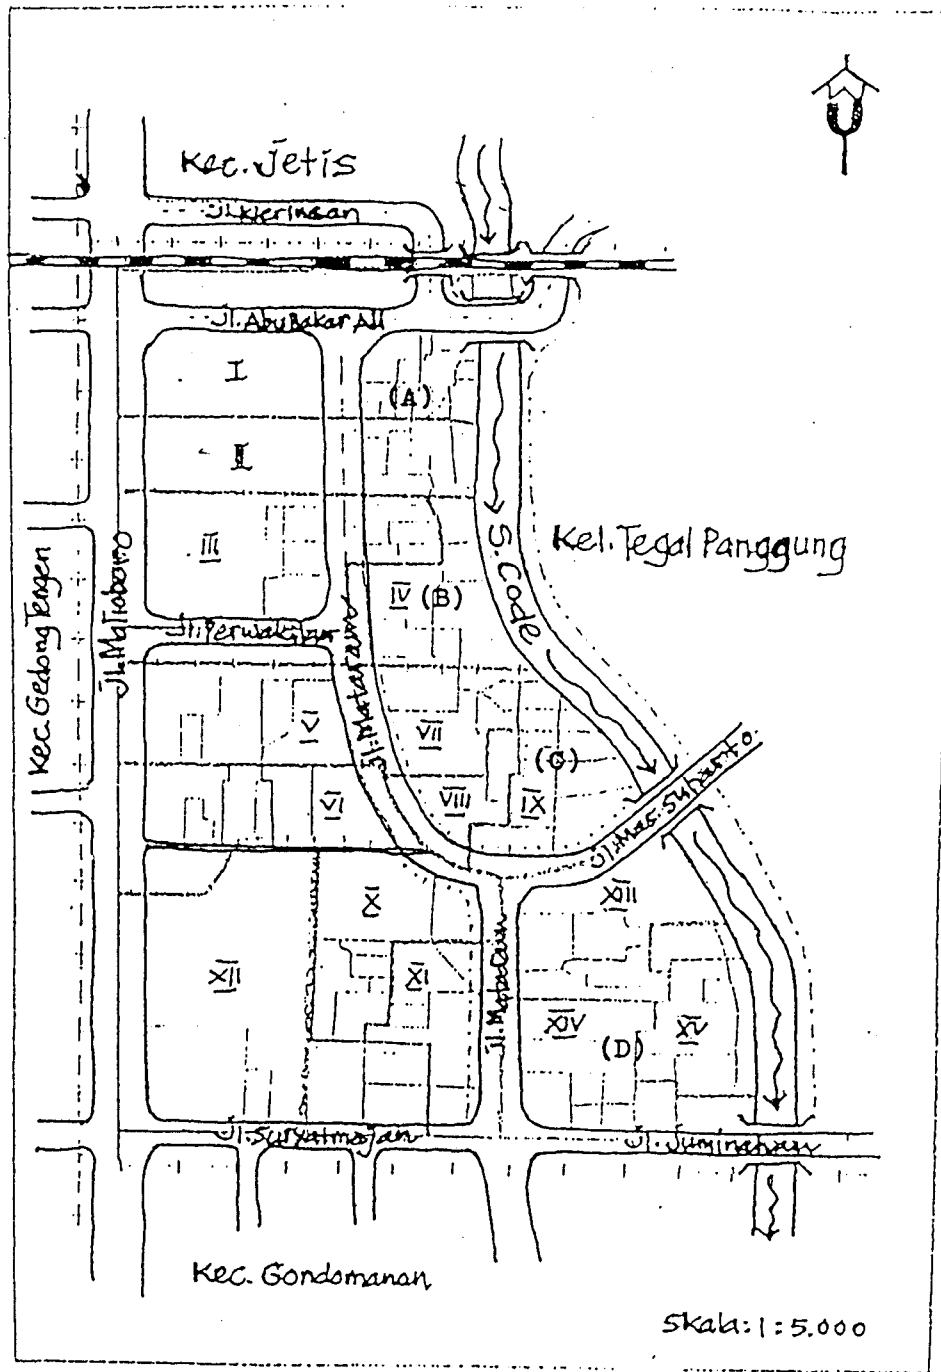 U
Kec. Jetis
Jl. Kleringan
Jl. Abu Bakar Ali
I
(A)
II
III
S. Code
Kel. Tegal Panggung
IV (B)
Kec. Gedong Tengen
Jl. Malioboro
Jl. Perwakilan
Jl. Mataram
VI
VII
(C)
VI
VIII
IX
Jl. Mas. Suharto
XIII
XI
XII
XI
Jl. Mataram
XIV
XV
(D)
Jl. Suryatmajan
Jl. Juminahan
Kec. Gondomanan
Skala: 1: 5.000